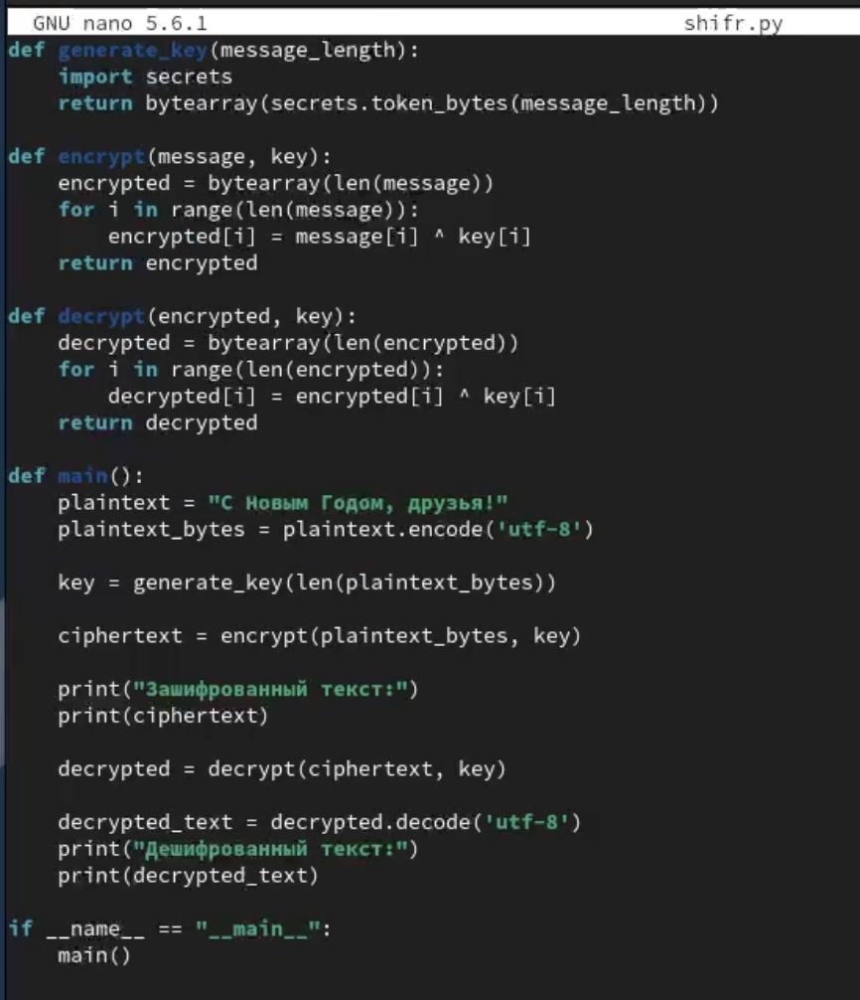 GNU nano 5.6.1 shifr.py
def generate_key(message_length):
    import secrets
    return bytearray(secrets.token_bytes(message_length))
def encrypt(message, key):
    encrypted = bytearray(len(message))
    for i in range(len(message)):
        encrypted[i] = message[i] ^ key[i]
    return encrypted
def decrypt(encrypted, key):
    decrypted = bytearray(len(encrypted))
    for i in range(len(encrypted)):
        decrypted[i] = encrypted[i] ^ key[i]
    return decrypted
def main():
    plaintext = "С Новым Годом, друзья!"
    plaintext_bytes = plaintext.encode('utf-8')
    key = generate_key(len(plaintext_bytes))
    ciphertext = encrypt(plaintext_bytes, key)
    print("Зашифрованный текст:")
    print(ciphertext)
    decrypted = decrypt(ciphertext, key)
    decrypted_text = decrypted.decode('utf-8')
    print("Дешифрованный текст:")
    print(decrypted_text)
if __name__ == "__main__":
    main()